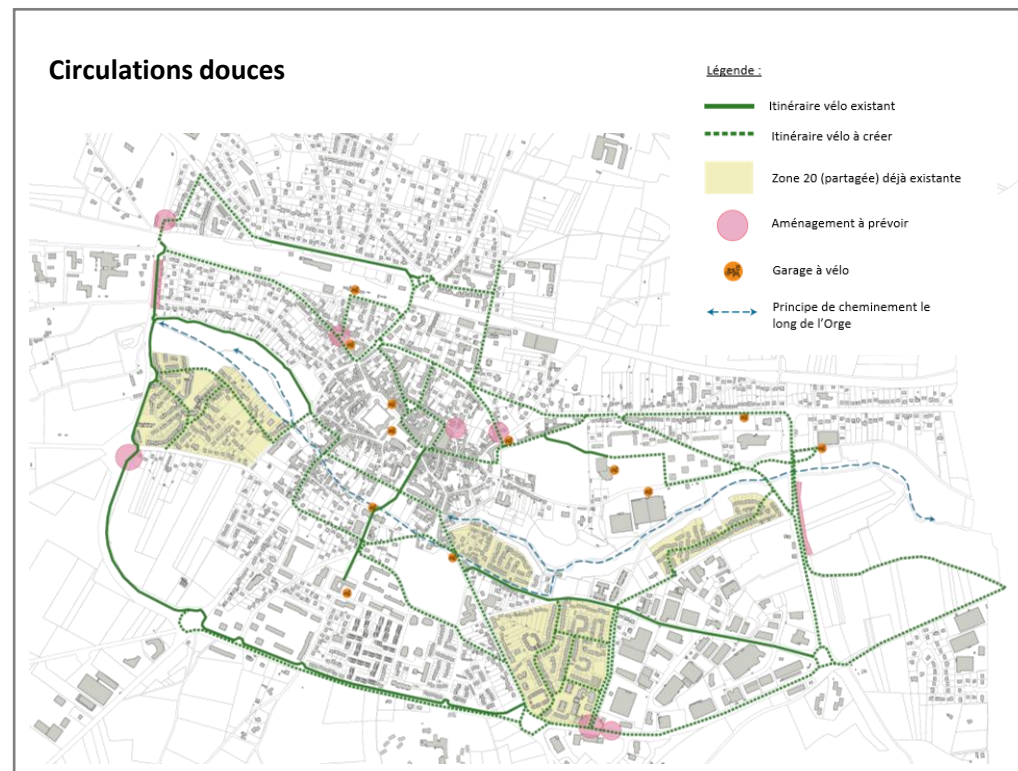 Circulations douces
Légende :
Itinéraire vélo existant
Itinéraire vélo à créer
Zone 20 (partagée) déjà existante
Aménagement à prévoir
Garage à vélo
Principe de cheminement le
long de l'Orge